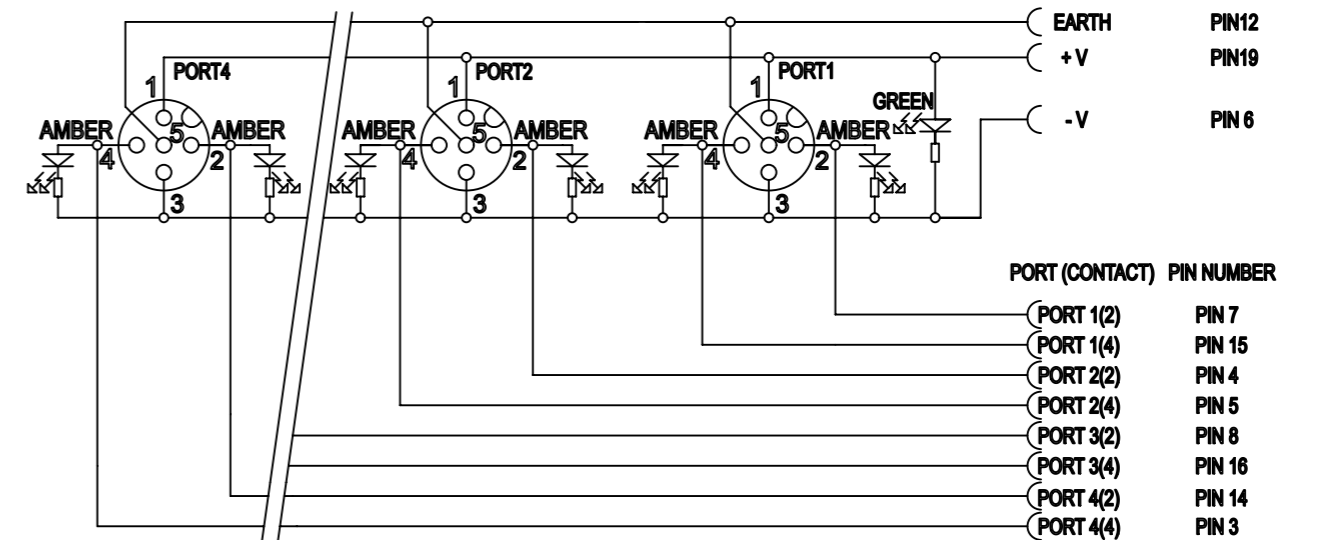 EARTH PIN12
+V PIN19
PORT4 PORT2 PORT1
1 1 1
GREEN
AMBER 5 AMBER AMBER 5 AMBER AMBER 5 AMBER
-V PIN 6
4 2 4 2 4 2
3 3 3
PORT (CONTACT) PIN NUMBER
PORT 1(2) PIN 7
PORT 1(4) PIN 15
PORT 2(2) PIN 4
PORT 2(4) PIN 5
PORT 3(2) PIN 8
PORT 3(4) PIN 16
PORT 4(2) PIN 14
PORT 4(4) PIN 3